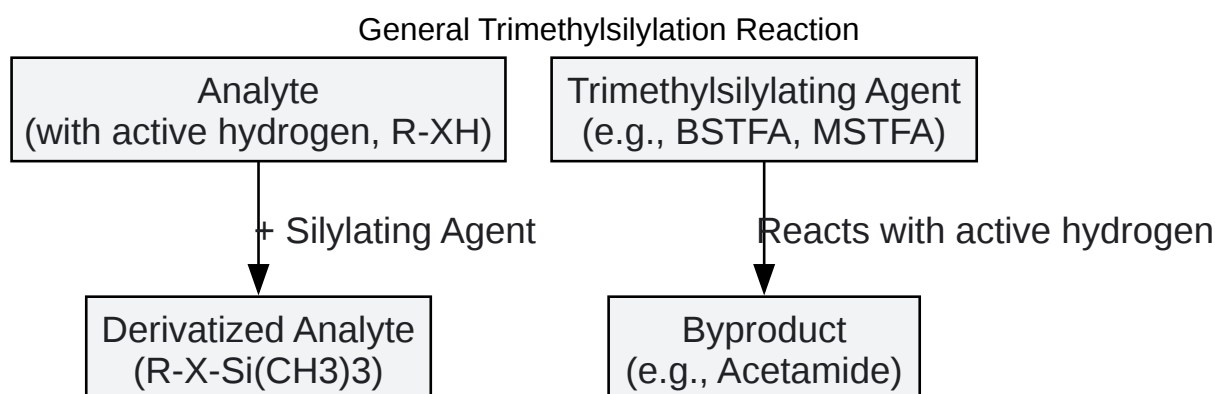 General Trimethylsilylation Reaction
Analyte
(with active hydrogen, R-XH)
Trimethylsilylating Agent
(e.g., BSTFA, MSTFA)
+ Silylating Agent
Reacts with active hydrogen
Derivatized Analyte
(R-X-Si(CH3)3)
Byproduct
(e.g., Acetamide)